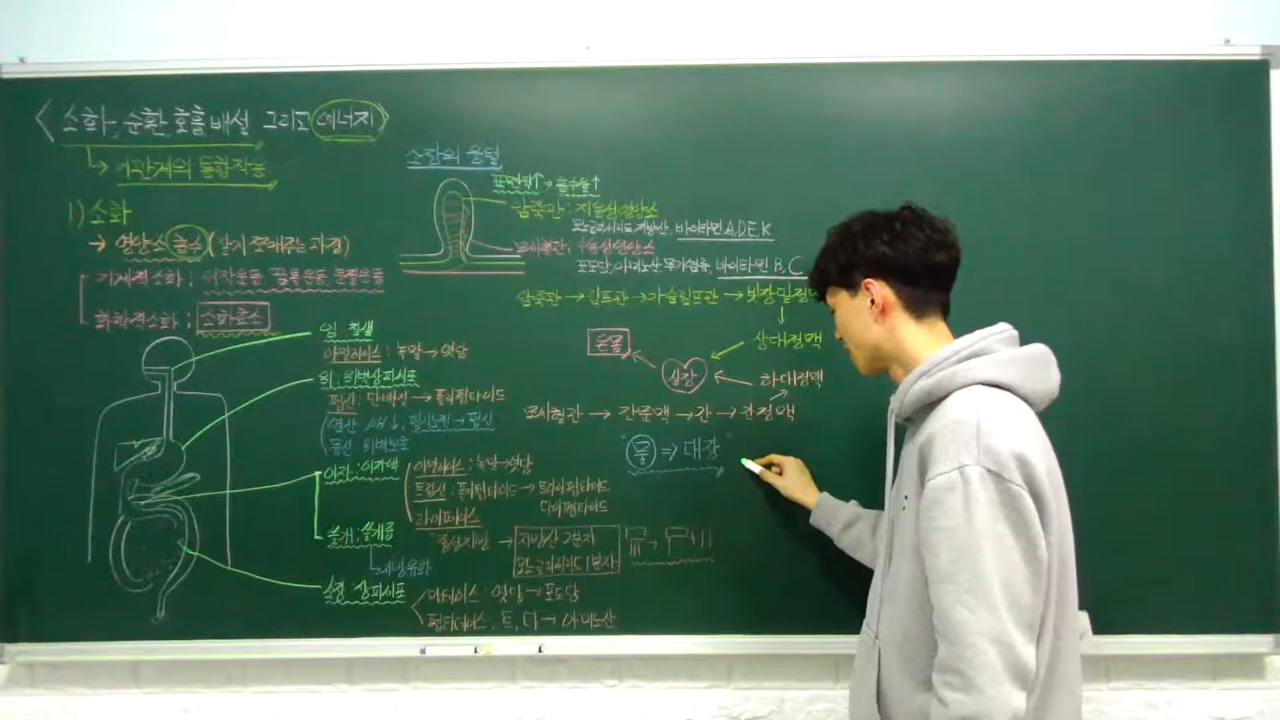 <소화, 순환, 호흡, 배설 그리고 에너지>
↳ 기관계의 통합작용
1) 소화
→ 영양소 흡수 (잘게 쪼개주는 과정)
기계적소화 : 저작운동, 꿈틀운동, 분절운동
화학적소화 : 소화효소
입 : 침샘
아밀레이스 : 녹말→엿당
위 : 위벽상피세포
펩신 : 단백질 → 폴리펩타이드
염산 pH↓, 펩시노젠→펩신
뮤신 위벽보호
이자 : 이자액
아밀레이스 : 녹말→엿당
트립신 : 폴리펩타이드 → 트라이펩타이드
다이펩타이드
라이페이스
중성지방 → 지방산 2분자
모노글리세리드 1분자
쓸개 : 쓸개즙
↳ 지방유화
소장 : 상피세포
말테이스 : 엿당 → 포도당
펩티데이스 : 트, 다 → 아미노산
소장의 융털
표면적↑ → 흡수율↑
암죽관 : 지용성영양소
모노글리세리드, 지방산, 바이타민 A,D,E,K
모세혈관 : 수용성영양소
포도당, 아미노산, 무기염류, 바이타민 B, C
암죽관 → 림프관 → 가슴림프관 → 빗장밑정
상대정맥
온몸
심장
하대정맥
모세혈관 → 간문맥 → 간 → 간정맥
"물 ⇒ 대장"